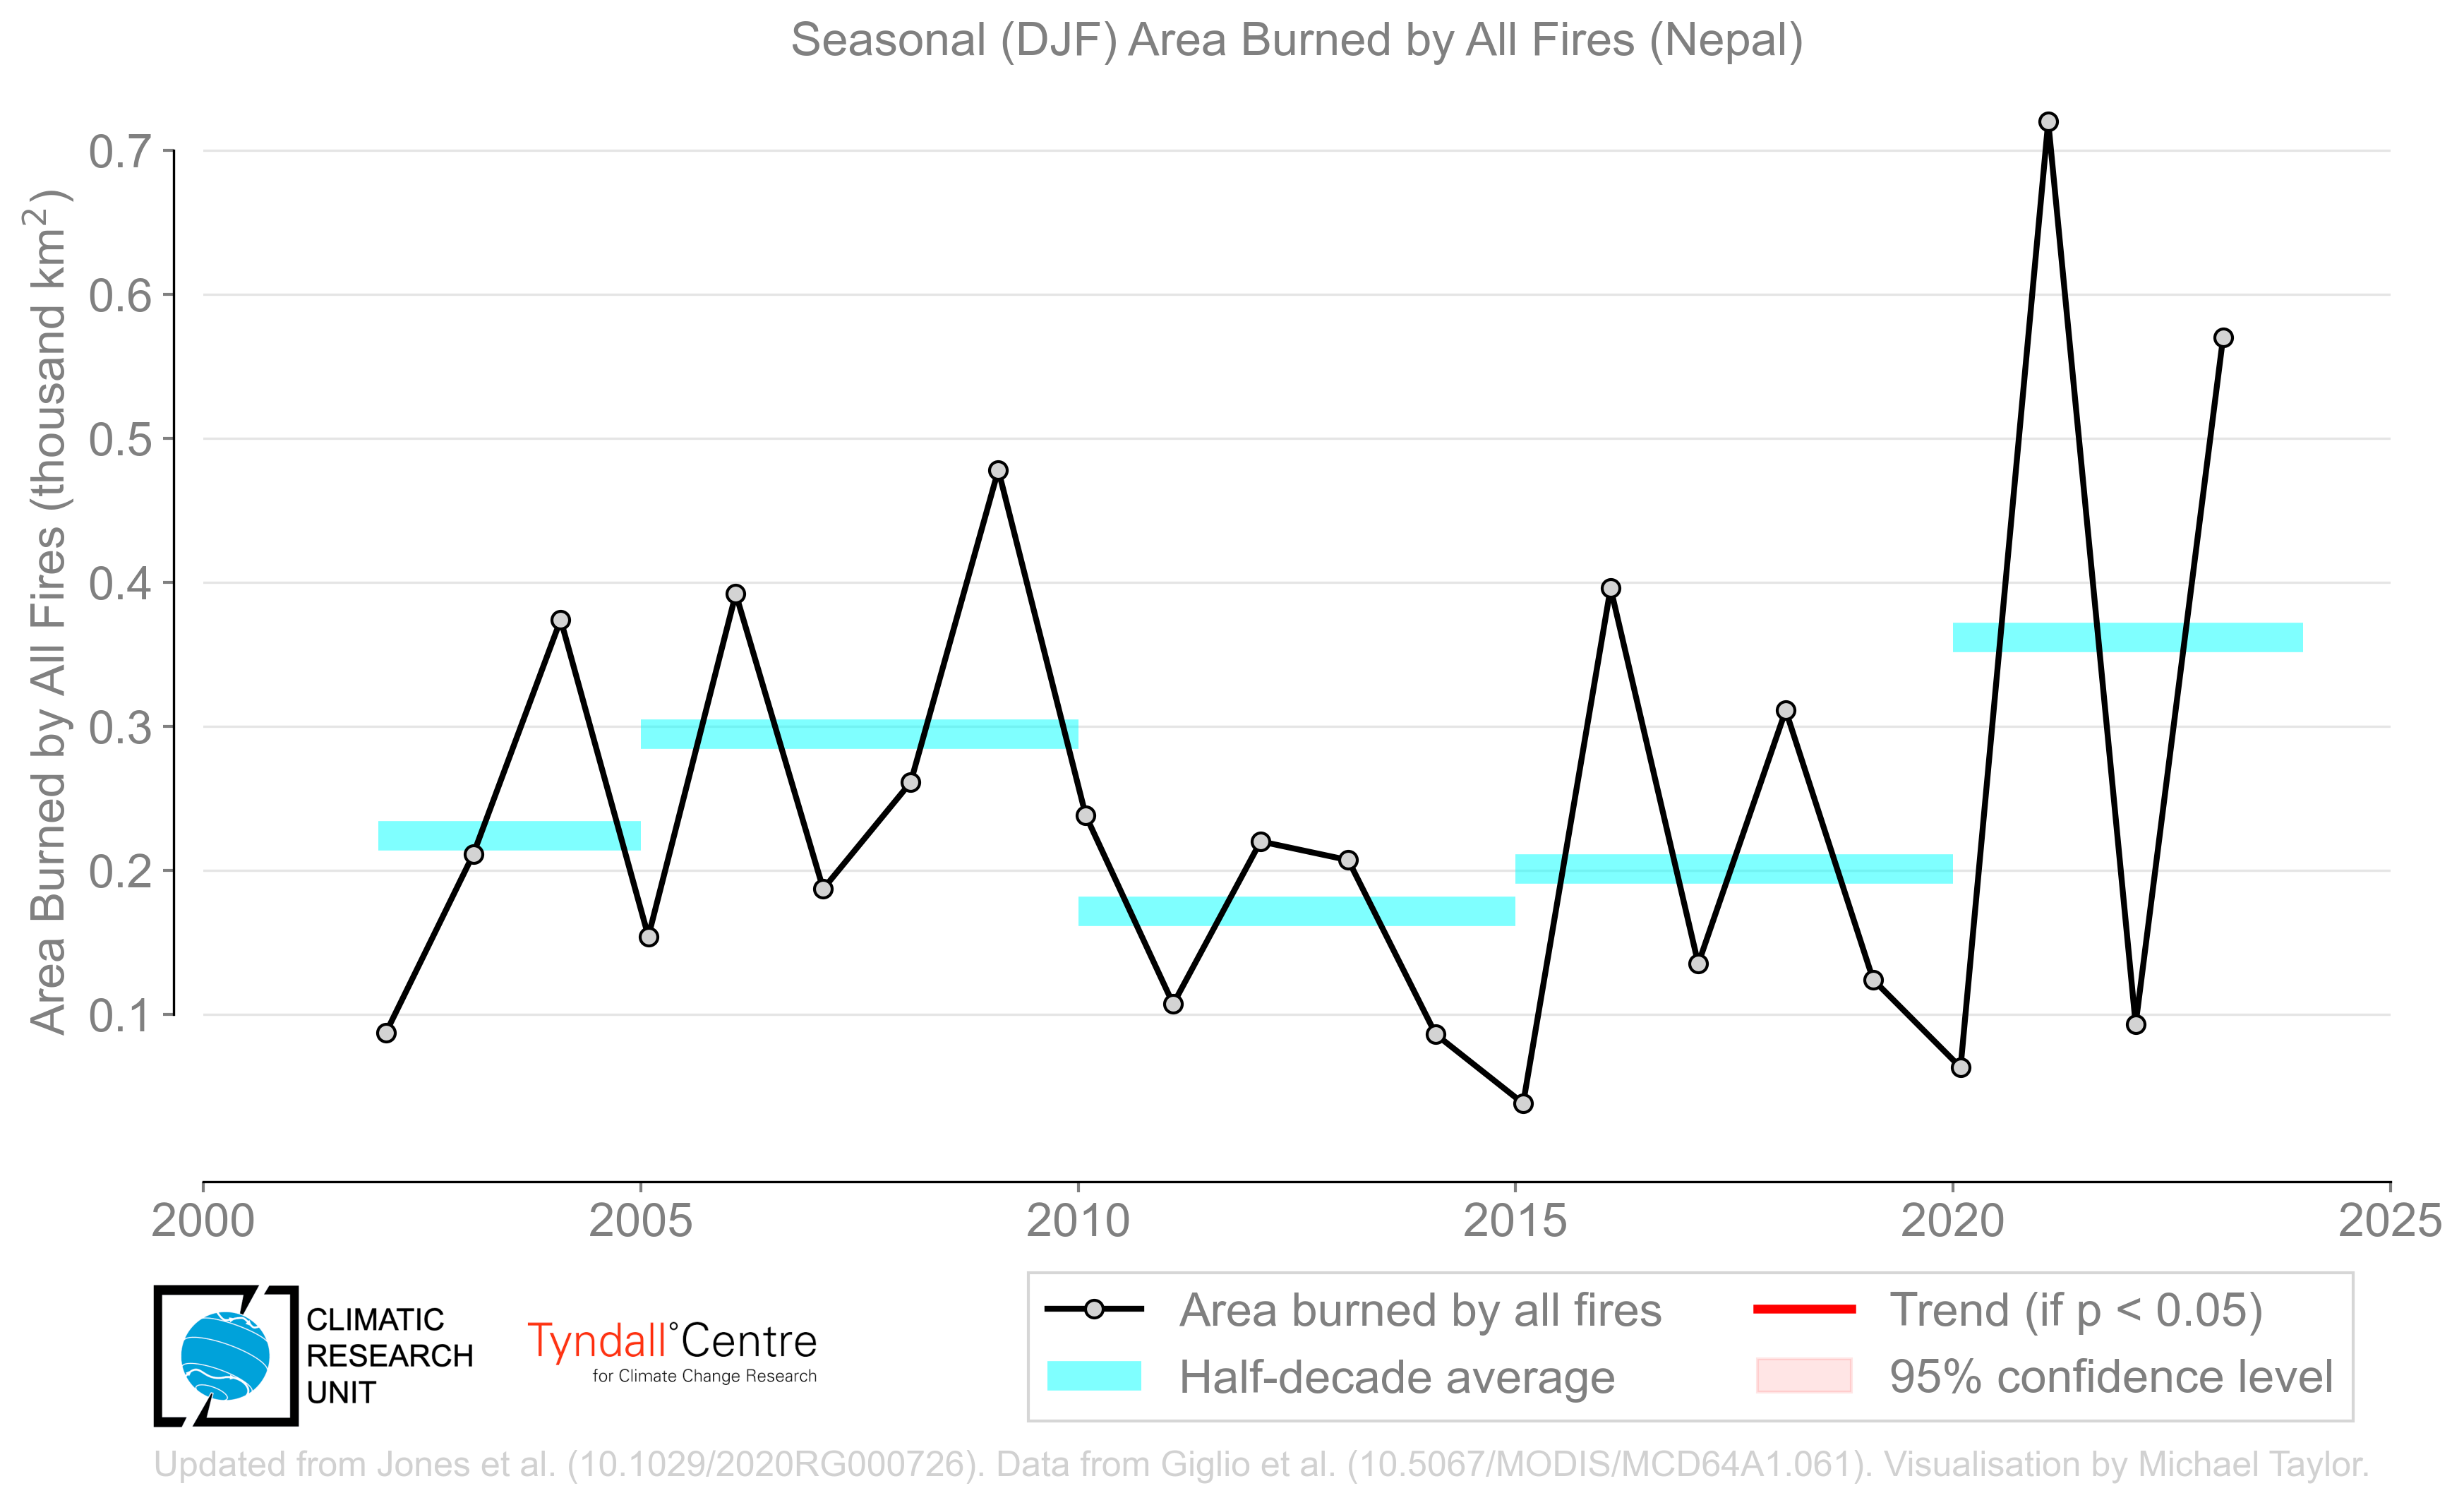 Seasonal (DJF) Area Burned by All Fires (Nepal)
Area Burned by All Fires (thousand km²)
0.7
0.6
0.5
0.4
0.3
0.2
0.1
2000 2005 2010 2015 2020 2025
CLIMATIC
RESEARCH
UNIT
Tyndall°Centre
for Climate Change Research
Area burned by all fires
Half-decade average
Trend (if p < 0.05)
95% confidence level
Updated from Jones et al. (10.1029/2020RG000726). Data from Giglio et al. (10.5067/MODIS/MCD64A1.061). Visualisation by Michael Taylor.